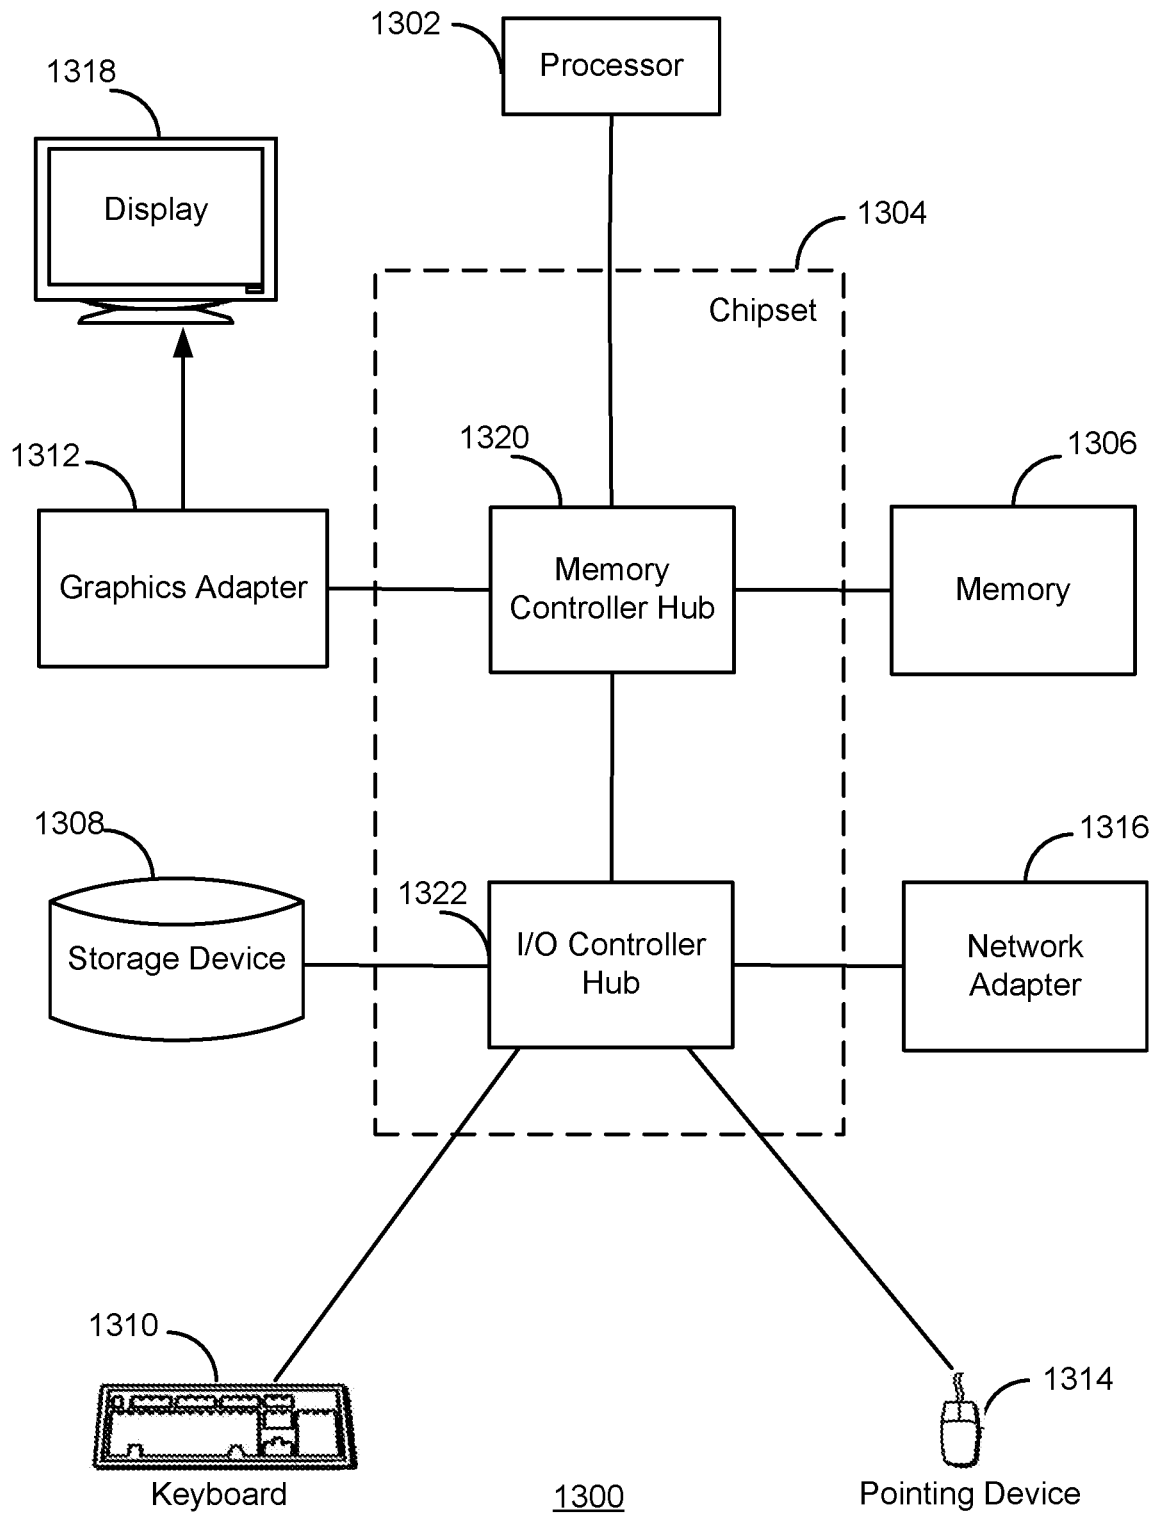 1302
Processor
1318
Display
1304
Chipset
1312
1320
1306
Graphics Adapter
Memory
Controller Hub
Memory
1308
1322
1316
Storage Device
I/O Controller
Hub
Network
Adapter
1310
1314
Keyboard
1300
Pointing Device